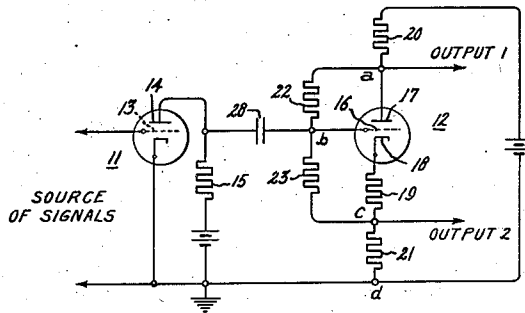 20
OUTPUT 1
a
14
13
22
17
16
12
28
b
18
11
23
19
15
SOURCE
OF SIGNALS
c
OUTPUT 2
21
d